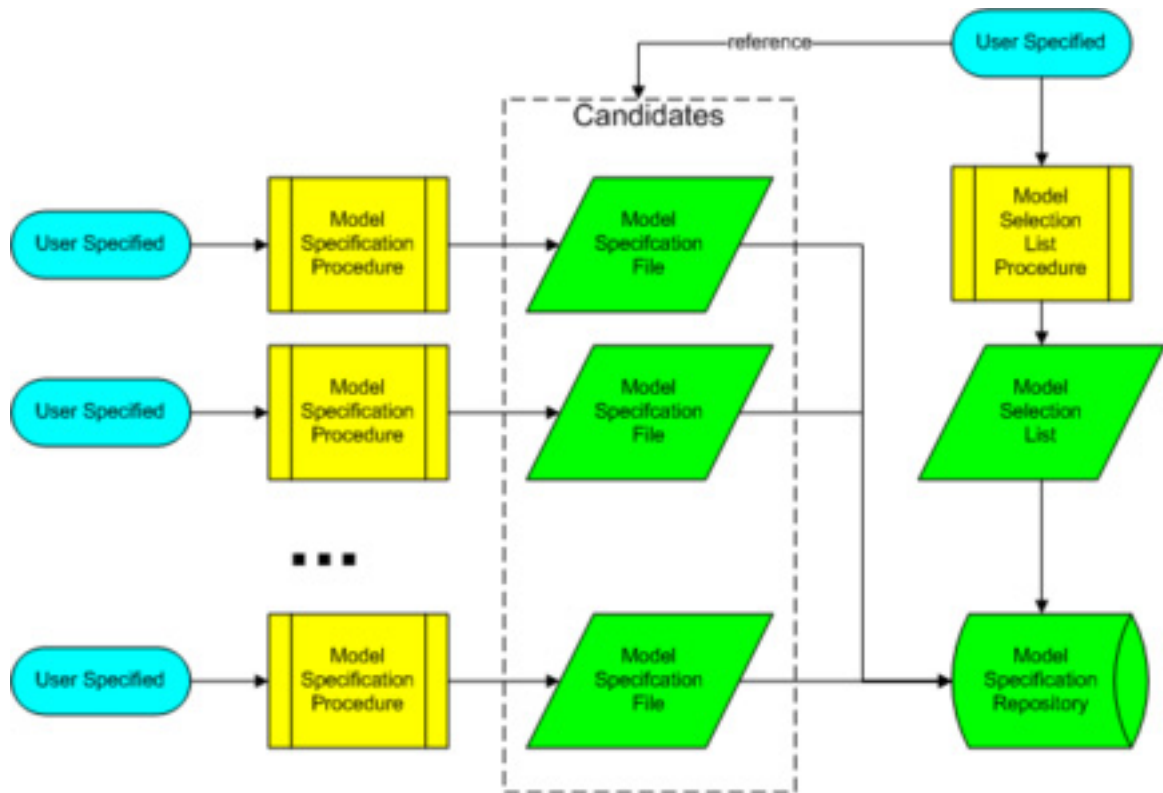 reference
User Specified
Candidates
User Specified
Model
Specification
Procedure
Model
Specifcation
File
Model
Selection
List
Procedure
User Specified
Model
Specification
Procedure
Model
Specifcation
File
Model
Selection
List
...
User Specified
Model
Specification
Procedure
Model
Specifcation
File
Model
Specification
Repository